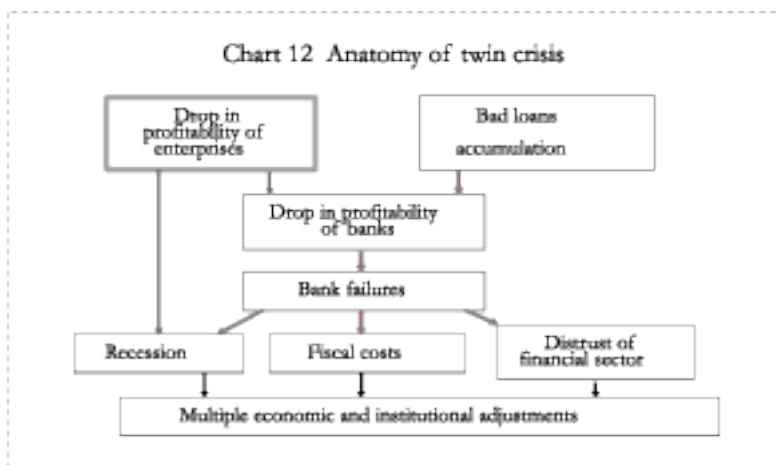 Chart 12 Anatomy of twin crisis
Drop in
profitability of
enterprises
Bad loans
accumulation
Drop in profitability
of banks
Bank failures
Recession
Fiscal costs
Distrust of
financial sector
Multiple economic and institutional adjustments